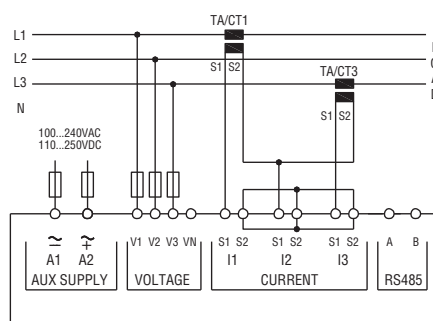 TA/CT1
L1
L2
S1 S2
TA/CT3
L3
N
S1 S2
100...240VAC
110...250VDC
V1 V2 V3 VN S1 S2 S1 S2 S1 S2 A B
A1 A2 I1 I2 I3
AUX SUPPLY VOLTAGE CURRENT RS485